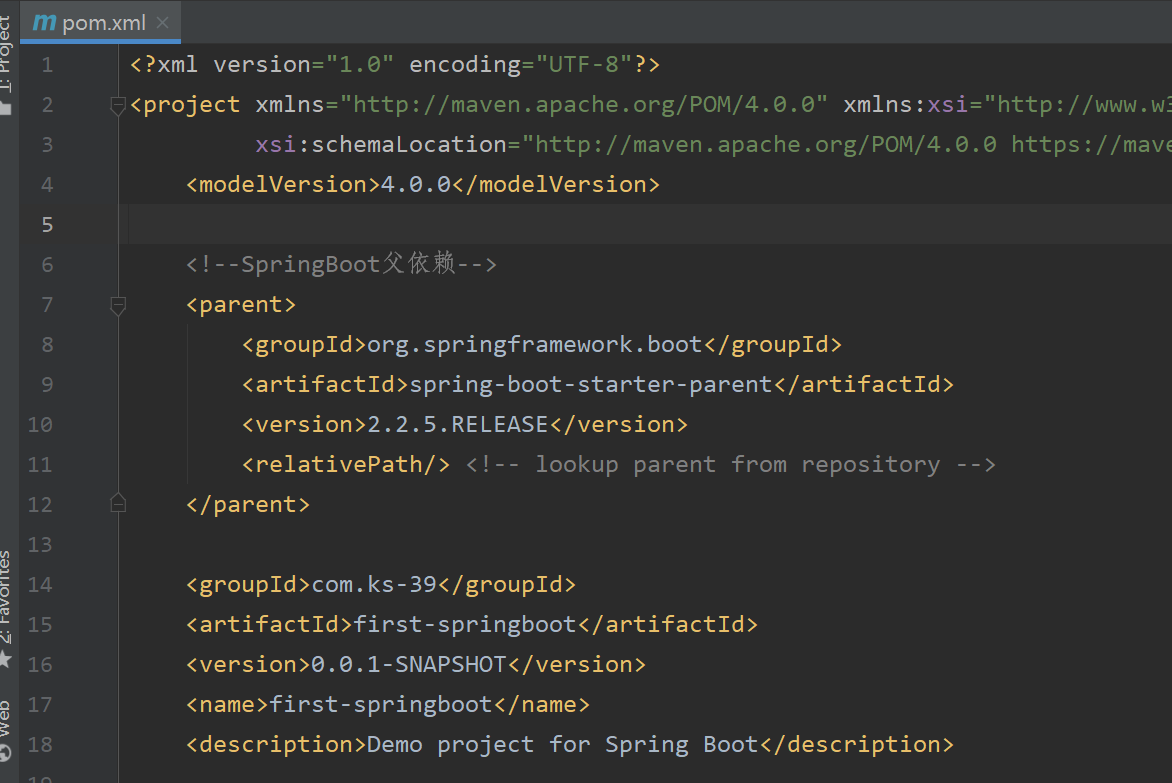 pom.xml
1: Project
1 <?xml version="1.0" encoding="UTF-8"?>
2 <project xmlns="http://maven.apache.org/POM/4.0.0" xmlns:xsi="http://www.w3
3 xsi:schemaLocation="http://maven.apache.org/POM/4.0.0 https://mave
4 <modelVersion>4.0.0</modelVersion>
5
6 <!--SpringBoot父依赖-->
7 <parent>
8 <groupId>org.springframework.boot</groupId>
9 <artifactId>spring-boot-starter-parent</artifactId>
10 <version>2.2.5.RELEASE</version>
11 <relativePath/> <!-- lookup parent from repository -->
12 </parent>
13
14 <groupId>com.ks-39</groupId>
15 <artifactId>first-springboot</artifactId>
16 <version>0.0.1-SNAPSHOT</version>
17 <name>first-springboot</name>
18 <description>Demo project for Spring Boot</description>
19
2: Favorites
Web